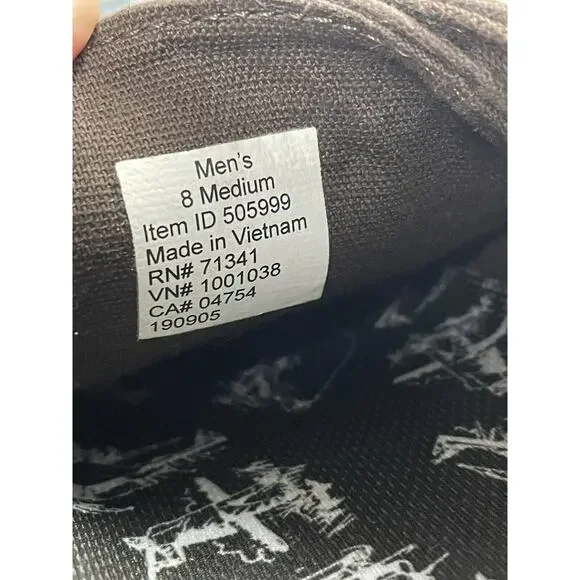 Men's
8 Medium
Item ID 505999
Made in Vietnam
RN# 71341
VN# 1001038
CA# 04754
190905